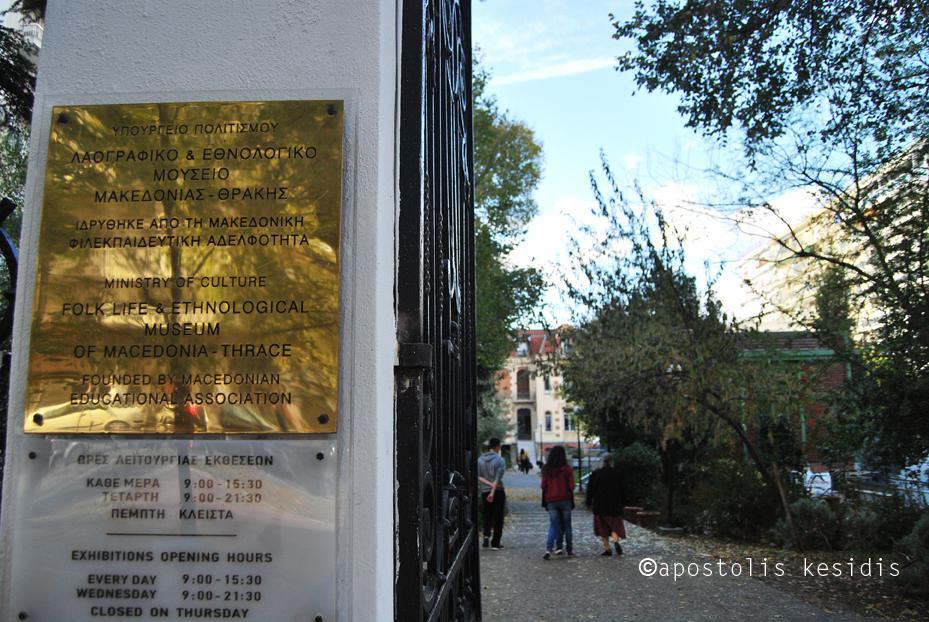 ΥΠΟΥΡΓΕΙΟ ΠΟΛΙΤΙΣΜΟΥ
ΛΑΟΓΡΑΦΙΚΟ & ΕΘΝΟΛΟΓΙΚΟ
ΜΟΥΣΕΙΟ
ΜΑΚΕΔΟΝΙΑΣ - ΘΡΑΚΗΣ
ΙΔΡΥΘΗΚΕ ΑΠΟ ΤΗ ΜΑΚΕΔΟΝΙΚΗ
ΦΙΛΕΚΠΑΙΔΕΥΤΙΚΗ ΑΔΕΛΦΟΤΗΤΑ
MINISTRY OF CULTURE
FOLK LIFE & ETHNOLOGICAL
MUSEUM
OF MACEDONIA - THRACE
FOUNDED BY MACEDONIAN
EDUCATIONAL ASSOCIATION
ΩΡΕΣ ΛΕΙΤΟΥΡΓΙΑΣ ΕΚΘΕΣΕΩΝ
ΚΑΘΕ ΜΕΡΑ 9:00-15:30
ΤΕΤΑΡΤΗ 9:00-21:30
ΠΕΜΠΤΗ ΚΛΕΙΣΤΑ
EXHIBITIONS OPENING HOURS
EVERY DAY 9:00-15:30
WEDNESDAY 9:00-21:30
CLOSED ON THURSDAY
©apostolis kesidis